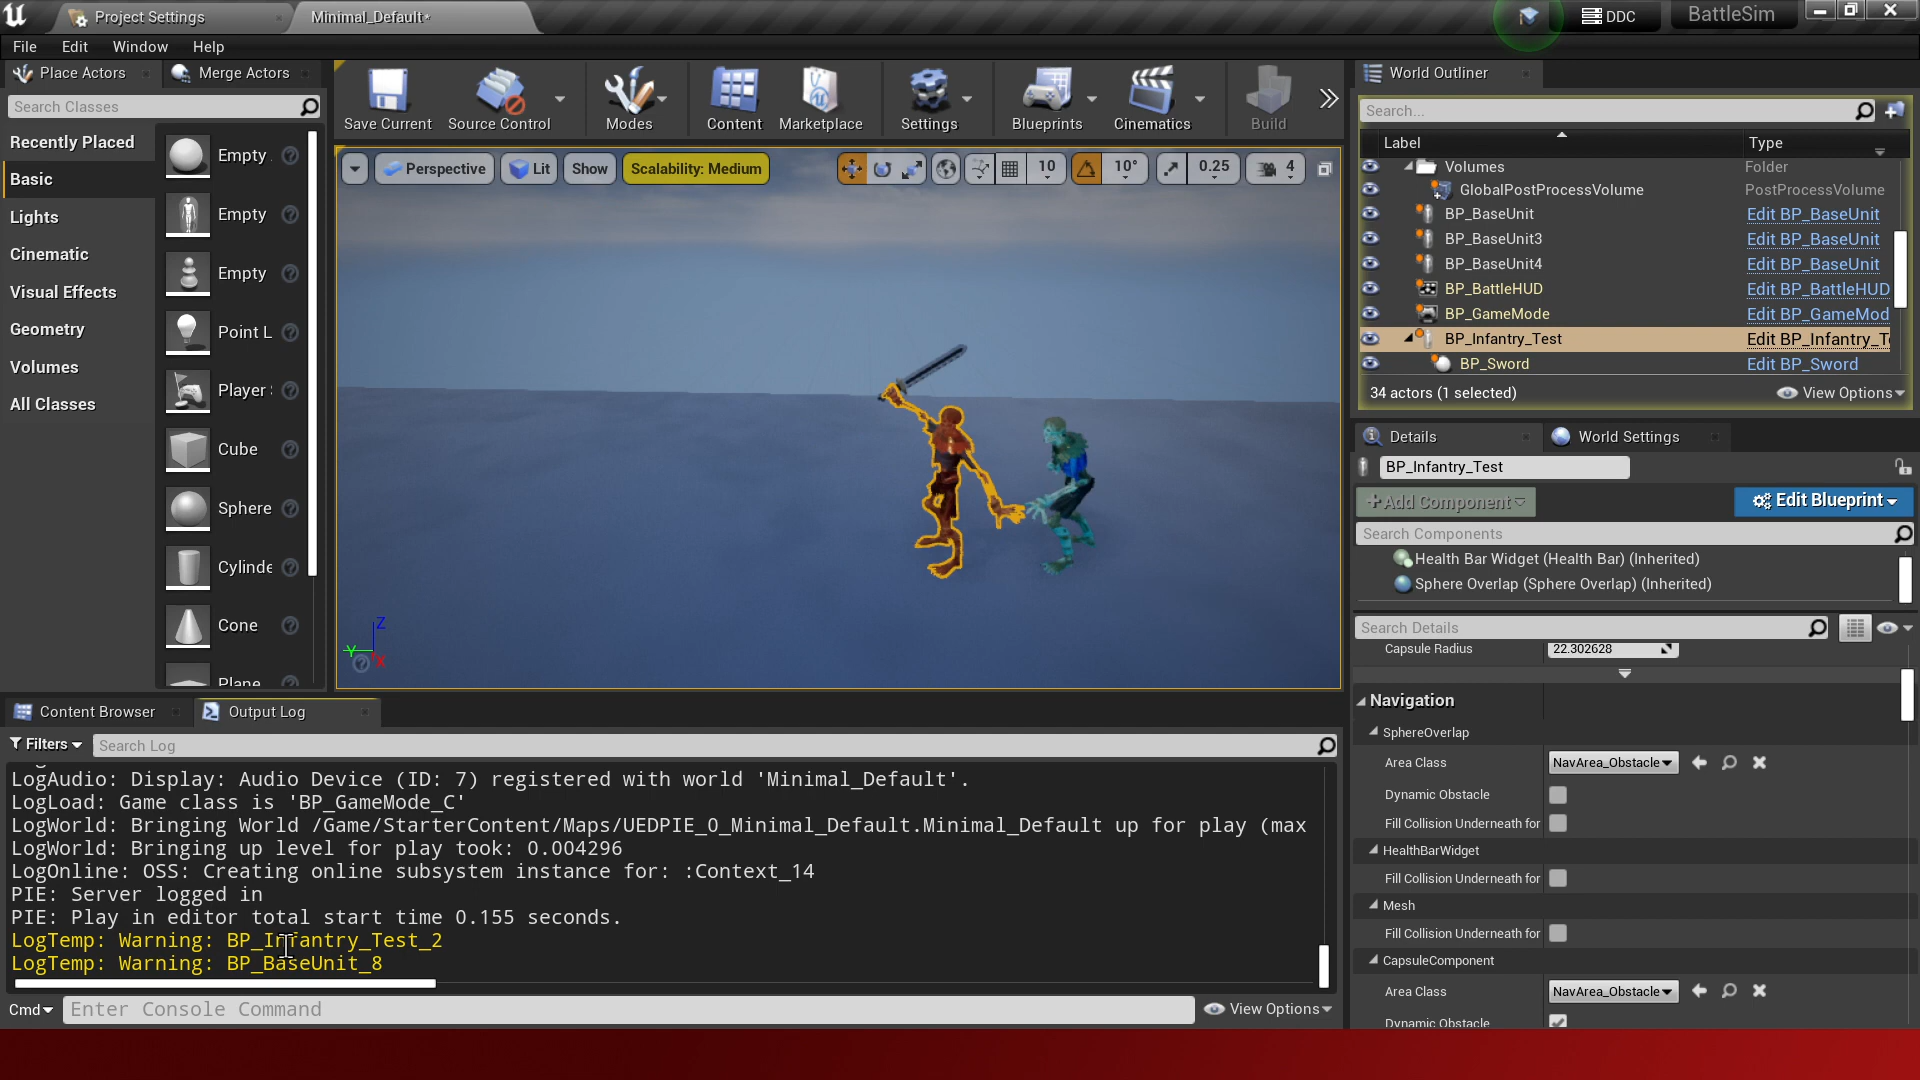 Project Settings
Minimal_Default*
DDC
BattleSim
File Edit Window Help
Place Actors
Merge Actors
Search Classes
Recently Placed
Basic
Lights
Cinematic
Visual Effects
Geometry
Volumes
All Classes
Empty
Empty
Empty
Point L
Player
Cube
Sphere
Cylinde
Cone
Plane
Save Current
Source Control
Modes
Content
Marketplace
Settings
Blueprints
Cinematics
Build
Perspective
Lit
Show
Scalability: Medium
10
10°
0.25
4
Z
Y
X
World Outliner
Search...
Label Type
Volumes Folder
GlobalPostProcessVolume PostProcessVolume
BP_BaseUnit Edit BP_BaseUnit
BP_BaseUnit3 Edit BP_BaseUnit
BP_BaseUnit4 Edit BP_BaseUnit
BP_BattleHUD Edit BP_BattleHUD
BP_GameMode Edit BP_GameMod
BP_Infantry_Test Edit BP_Infantry_T
BP_Sword Edit BP_Sword
34 actors (1 selected) View Options
Details
World Settings
BP_Infantry_Test
+Add Component
Edit Blueprint
Search Components
Health Bar Widget (Health Bar) (Inherited)
Sphere Overlap (Sphere Overlap) (Inherited)
Search Details
Capsule Radius 22.302628
Navigation
SphereOverlap
Area Class NavArea_Obstacle
Dynamic Obstacle
Fill Collision Underneath for
HealthBarWidget
Fill Collision Underneath for
Mesh
Fill Collision Underneath for
CapsuleComponent
Area Class NavArea_Obstacle
Dynamic Obstacle
Content Browser
Output Log
Filters
Search Log
LogAudio: Display: Audio Device (ID: 7) registered with world 'Minimal_Default'.
LogLoad: Game class is 'BP_GameMode_C'
LogWorld: Bringing World /Game/StarterContent/Maps/UEDPIE_0_Minimal_Default.Minimal_Default up for play (max
LogWorld: Bringing up level for play took: 0.004296
LogOnline: OSS: Creating online subsystem instance for: :Context_14
PIE: Server logged in
PIE: Play in editor total start time 0.155 seconds.
LogTemp: Warning: BP_Infantry_Test_2
LogTemp: Warning: BP_BaseUnit_8
Cmd
Enter Console Command
View Options